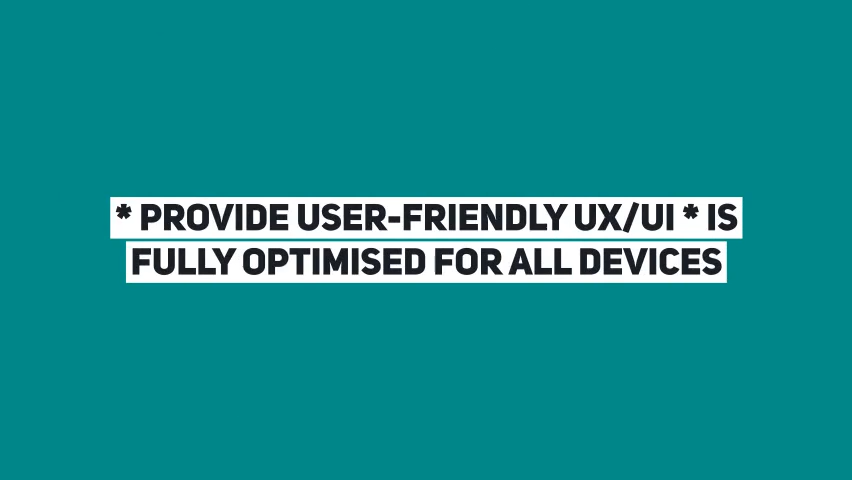 * PROVIDE USER-FRIENDLY UX/UI * IS
FULLY OPTIMISED FOR ALL DEVICES